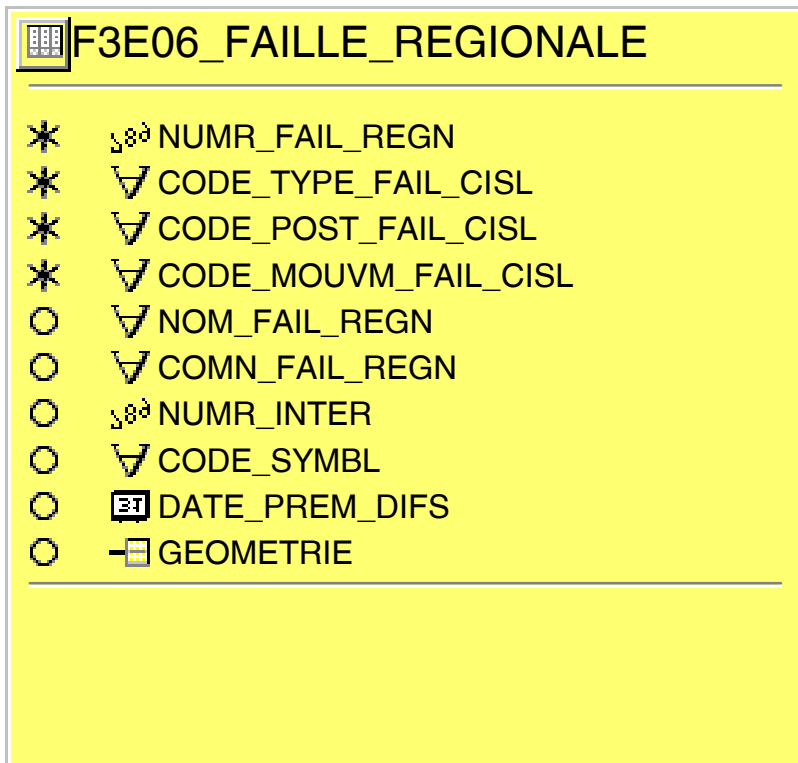 F3E06_FAILLE_REGIONALE
NUMR_FAIL_REGN
CODE_TYPE_FAIL_CISL
CODE_POST_FAIL_CISL
CODE_MOUVM_FAIL_CISL
NOM_FAIL_REGN
COMN_FAIL_REGN
NUMR_INTER
CODE_SYMBL
DATE_PREM_DIFS
GEOMETRIE